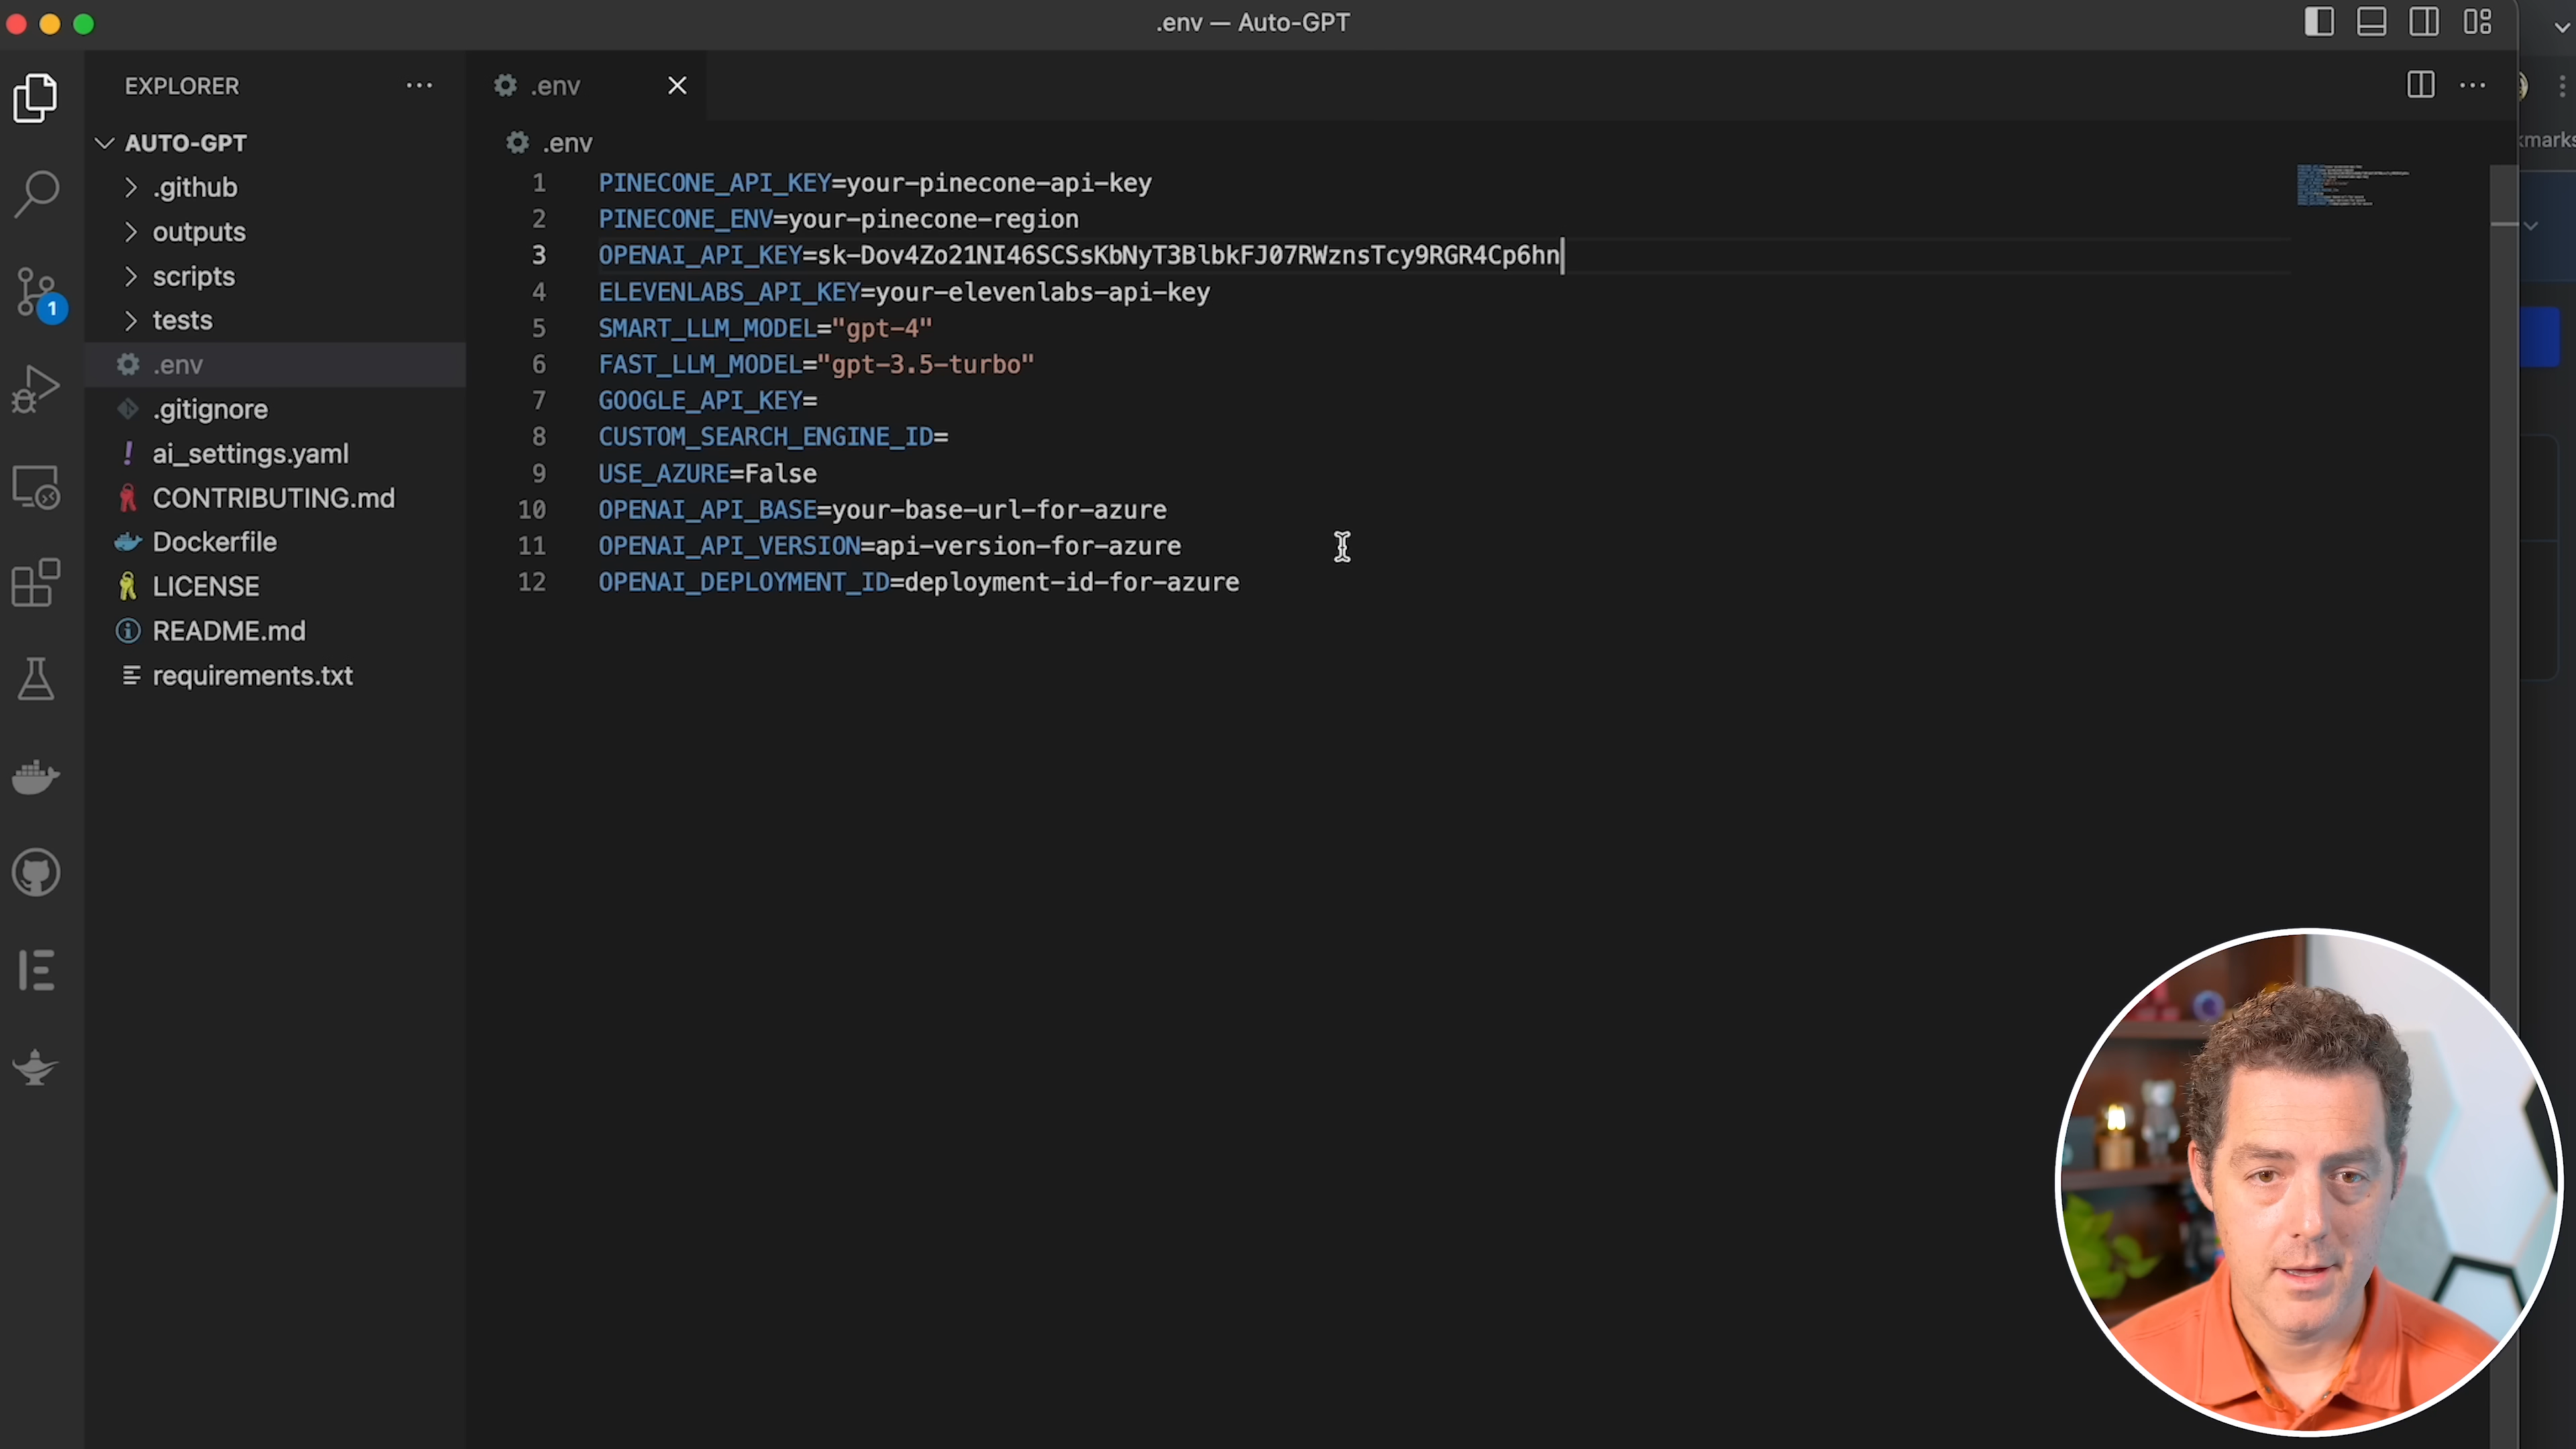 .env — Auto-GPT
EXPLORER
AUTO-GPT
.github
outputs
scripts
tests
.env
.gitignore
ai_settings.yaml
CONTRIBUTING.md
Dockerfile
LICENSE
README.md
requirements.txt
1
.env
.env
1 PINECONE_API_KEY=your-pinecone-api-key
2 PINECONE_ENV=your-pinecone-region
3 OPENAI_API_KEY=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
4 ELEVENLABS_API_KEY=your-elevenlabs-api-key
5 SMART_LLM_MODEL="gpt-4"
6 FAST_LLM_MODEL="gpt-3.5-turbo"
7 GOOGLE_API_KEY=
8 CUSTOM_SEARCH_ENGINE_ID=
9 USE_AZURE=False
10 OPENAI_API_BASE=your-base-url-for-azure
11 OPENAI_API_VERSION=api-version-for-azure
12 OPENAI_DEPLOYMENT_ID=deployment-id-for-azure